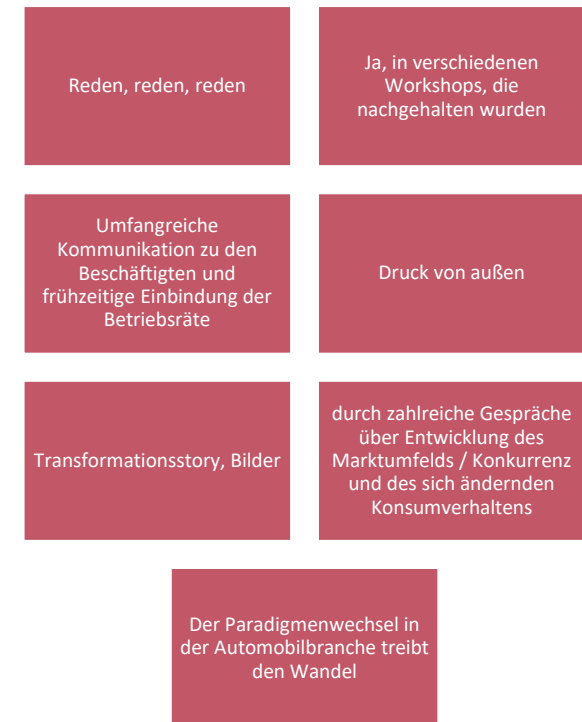 Reden, reden, reden
Ja, in verschiedenen
Workshops, die
nachgehalten wurden
Umfangreiche
Kommunikation zu den
Beschäftigten und
frühzeitige Einbindung der
Betriebsräte
Druck von außen
Transformationsstory, Bilder
durch zahlreiche Gespräche
über Entwicklung des
Marktumfelds / Konkurrenz
und des sich ändernden
Konsumverhaltens
Der Paradigmenwechsel in
der Automobilbranche treibt
den Wandel